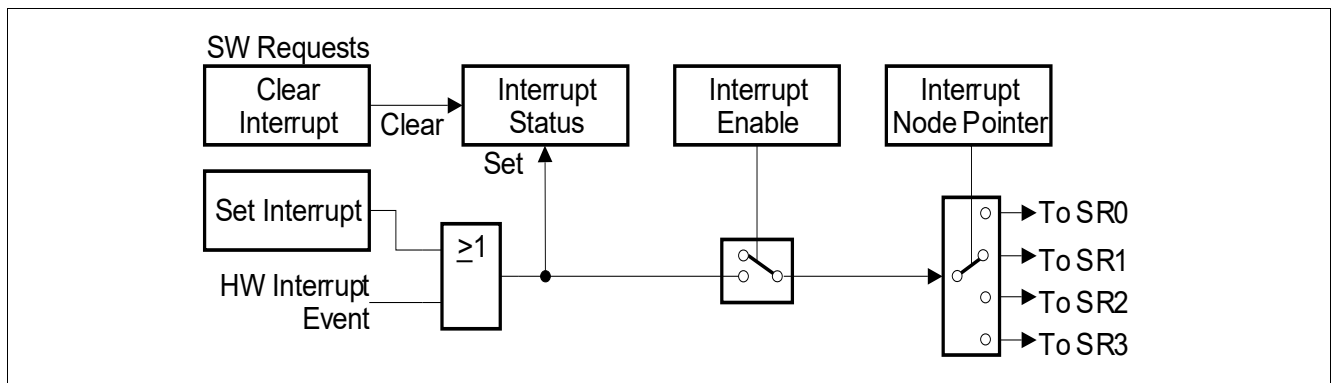 SW Requests
Clear
Interrupt
Clear
Interrupt
Status
Set
Interrupt
Enable
Interrupt
Node Pointer
Set Interrupt
HW Interrupt
Event
≥1
To SR0
To SR1
To SR2
To SR3